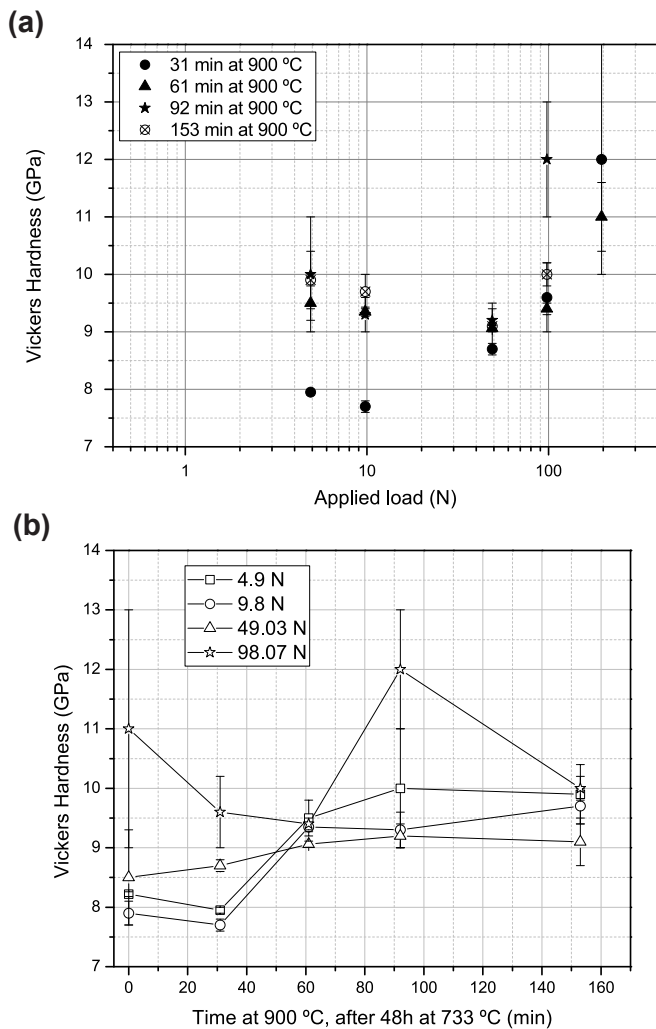 (a)
14
13
12
11
10
9
8
7
Vickers Hardness (GPa)
31 min at 900 ºC
61 min at 900 ºC
92 min at 900 ºC
153 min at 900 ºC
1 10 100
Applied load (N)
(b)
14
13
12
11
10
9
8
7
Vickers Hardness (GPa)
4.9 N
9.8 N
49.03 N
98.07 N
0 20 40 60 80 100 120 140 160
Time at 900 ºC, after 48h at 733 ºC (min)